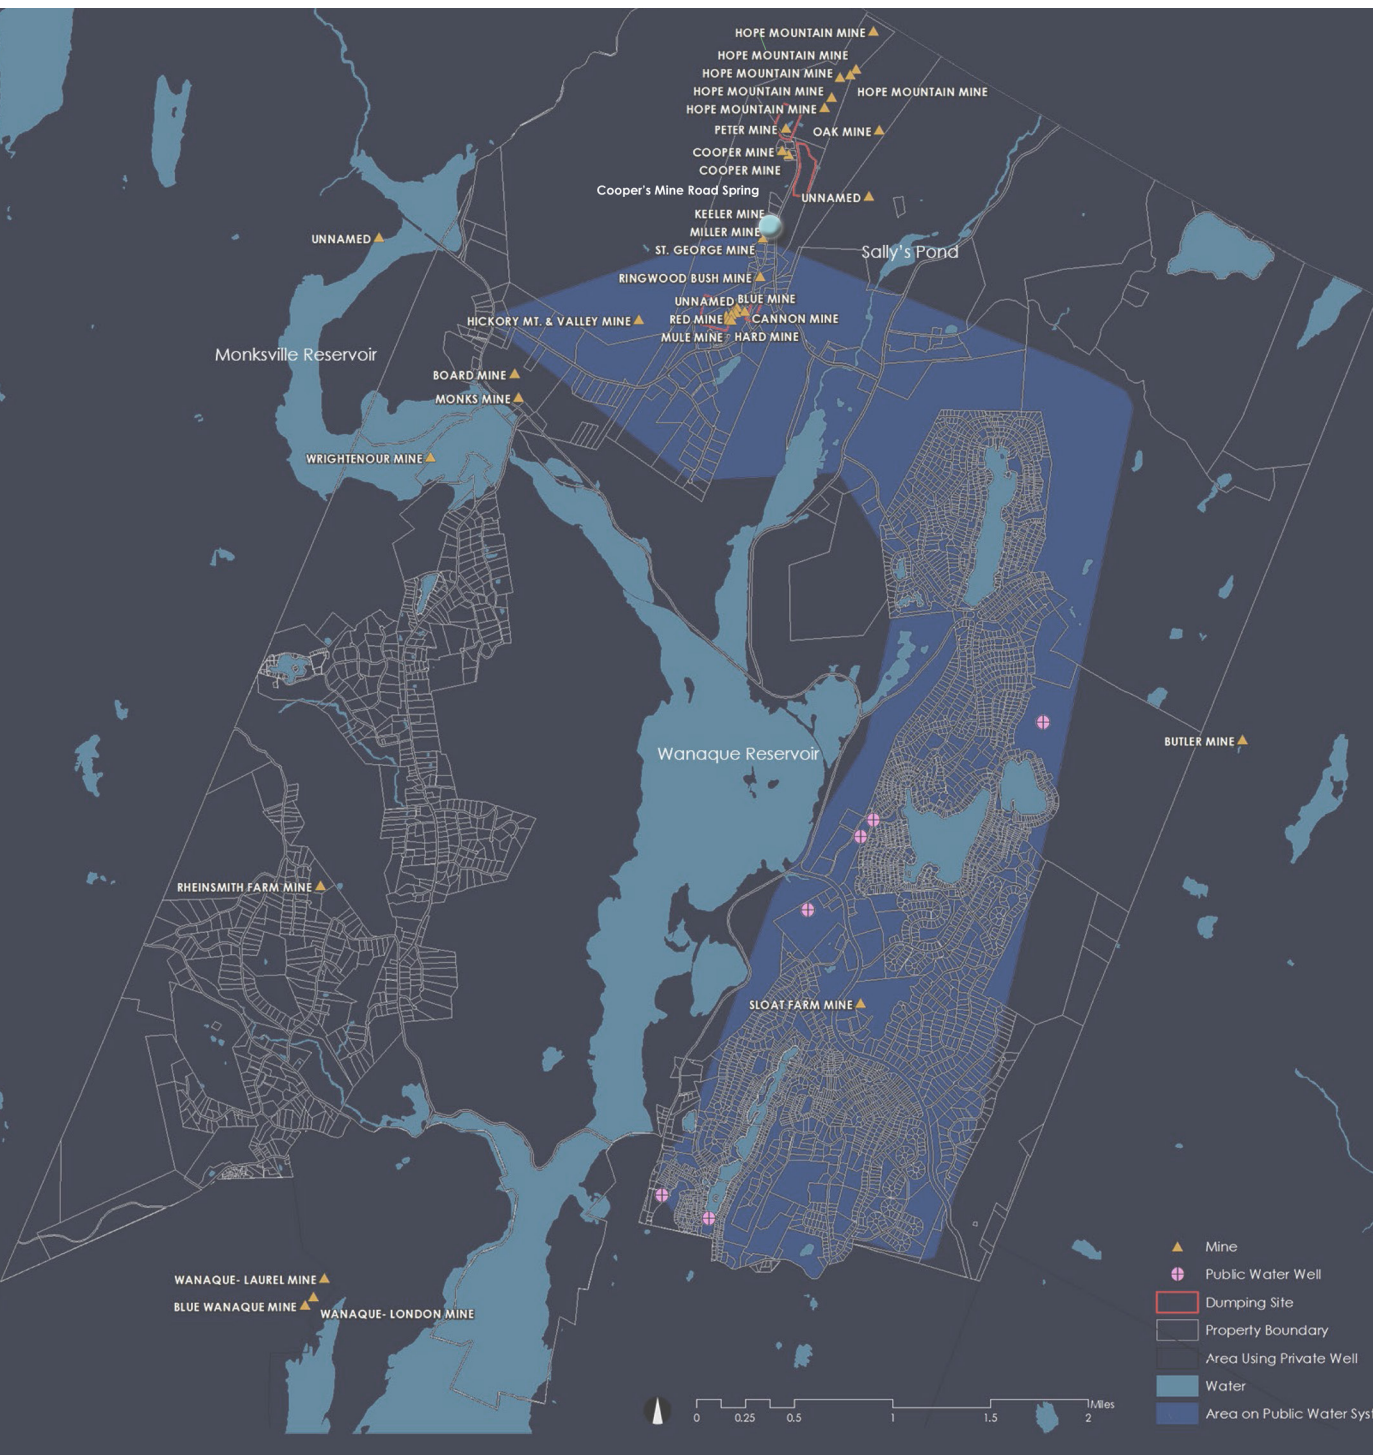 HOPE MOUNTAIN MINE
HOPE MOUNTAIN MINE
HOPE MOUNTAIN MINE
HOPE MOUNTAIN MINE
HOPE MOUNTAIN MINE
HOPE MOUNTAIN MINE
PETER MINE
OAK MINE
COOPER MINE
COOPER MINE
Cooper's Mine Road Spring
UNNAMED
KEELER MINE
MILLER MINE
UNNAMED
ST. GEORGE MINE
Sally's Pond
RINGWOOD BUSH MINE
UNNAMED
BLUE MINE
HICKORY MT. & VALLEY MINE
RED MINE
CANNON MINE
MULE MINE
HARD MINE
Monksville Reservoir
BOARD MINE
MONKS MINE
WRIGHTENOUR MINE
BUTLER MINE
Wanaque Reservoir
RHEINSMITH FARM MINE
SLOAT FARM MINE
WANAQUE- LAUREL MINE
BLUE WANAQUE MINE
WANAQUE- LONDON MINE
Mine
Public Water Well
Dumping Site
Property Boundary
Area Using Private Well
Water
Area on Public Water Syst
Miles
0 0.25 0.5 1 1.5 2